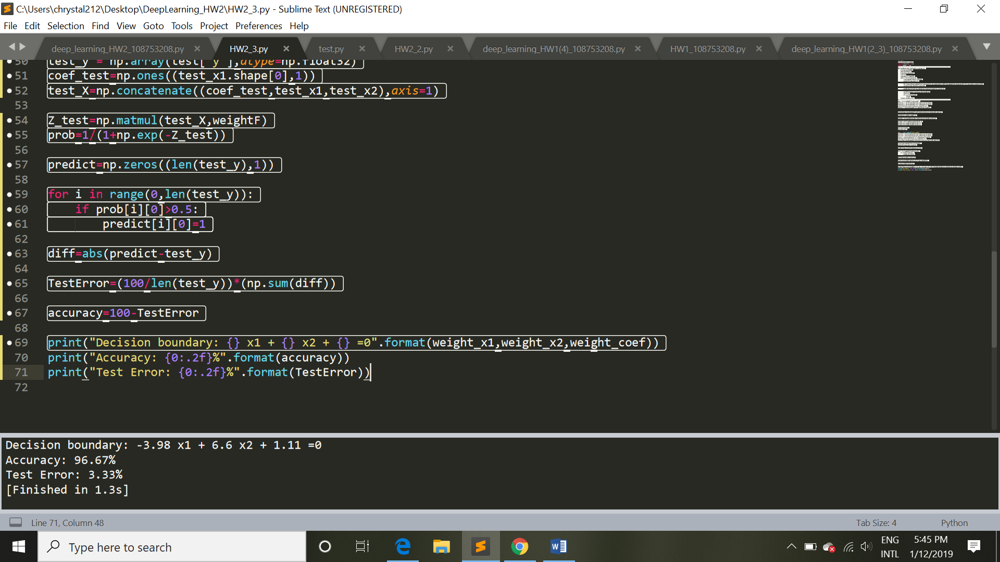 C:\Users\chrystal212\Desktop\DeepLearning_HW2\HW2_3.py - Sublime Text (UNREGISTERED)
File Edit Selection Find View Goto Tools Project Preferences Help
deep_learning_HW2_108753208.py × HW2_3.py × test.py × HW2_2.py × deep_learning_HW1(4)_108753208.py × HW1_108753208.py × deep_learning_HW1(2_3)_108753208.py ×
50 test_y = np.array(test['y'],dtype=np.float32)
51 coef_test=np.ones((test_x1.shape[0],1))
52 test_X=np.concatenate((coef_test,test_x1,test_x2),axis=1)
53
54 Z_test=np.matmul(test_X,weightF)
55 prob=1/(1+np.exp(-Z_test))
56
57 predict=np.zeros((len(test_y),1))
58
59 for i in range(0,len(test_y)):
60     if prob[i][0]>0.5:
61         predict[i][0]=1
62
63 diff=abs(predict-test_y)
64
65 TestError=(100/len(test_y))*(np.sum(diff))
66
67 accuracy=100-TestError
68
69 print("Decision boundary: {} x1 + {} x2 + {} =0".format(weight_x1,weight_x2,weight_coef))
70 print("Accuracy: {0:.2f}%".format(accuracy))
71 print("Test Error: {0:.2f}%".format(TestError))
72
Decision boundary: -3.98 x1 + 6.6 x2 + 1.11 =0
Accuracy: 96.67%
Test Error: 3.33%
[Finished in 1.3s]
Line 71, Column 48 Tab Size: 4 Python
Type here to search
ENG 5:45 PM
INTL 1/12/2019